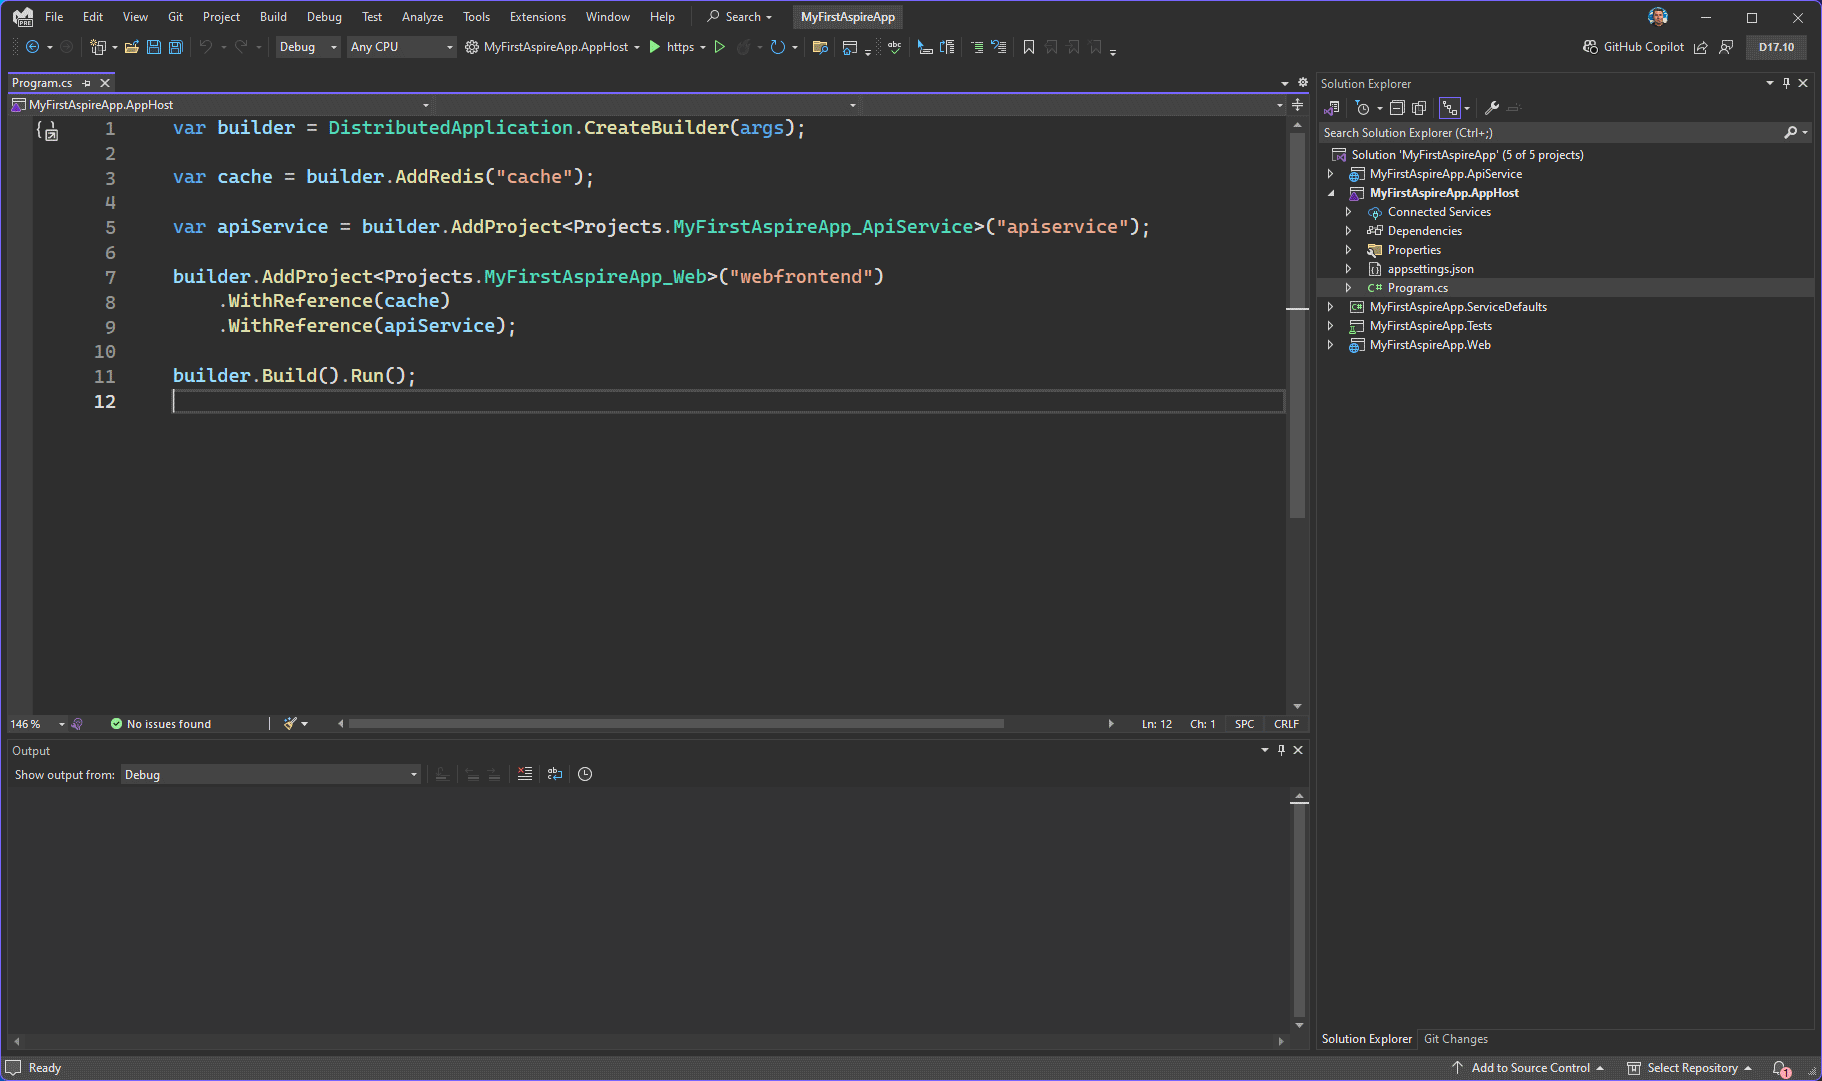 File Edit View Git Project Build Debug Test Analyze Tools Extensions Window Help Search MyFirstAspireApp
PRE
Debug Any CPU MyFirstAspireApp.AppHost https abc GitHub Copilot D17.10
Program.cs
MyFirstAspireApp.AppHost
1 var builder = DistributedApplication.CreateBuilder(args);
2
3 var cache = builder.AddRedis("cache");
4
5 var apiService = builder.AddProject<Projects.MyFirstAspireApp_ApiService>("apiservice");
6
7 builder.AddProject<Projects.MyFirstAspireApp_Web>("webfrontend")
8 .WithReference(cache)
9 .WithReference(apiService);
10
11 builder.Build().Run();
12
146 % No issues found Ln: 12 Ch: 1 SPC CRLF
Output
Show output from: Debug
Solution Explorer
Search Solution Explorer (Ctrl+;)
Solution 'MyFirstAspireApp' (5 of 5 projects)
MyFirstAspireApp.ApiService
MyFirstAspireApp.AppHost
Connected Services
Dependencies
Properties
appsettings.json
C# Program.cs
C# MyFirstAspireApp.ServiceDefaults
MyFirstAspireApp.Tests
MyFirstAspireApp.Web
Solution Explorer Git Changes
Ready Add to Source Control Select Repository 1